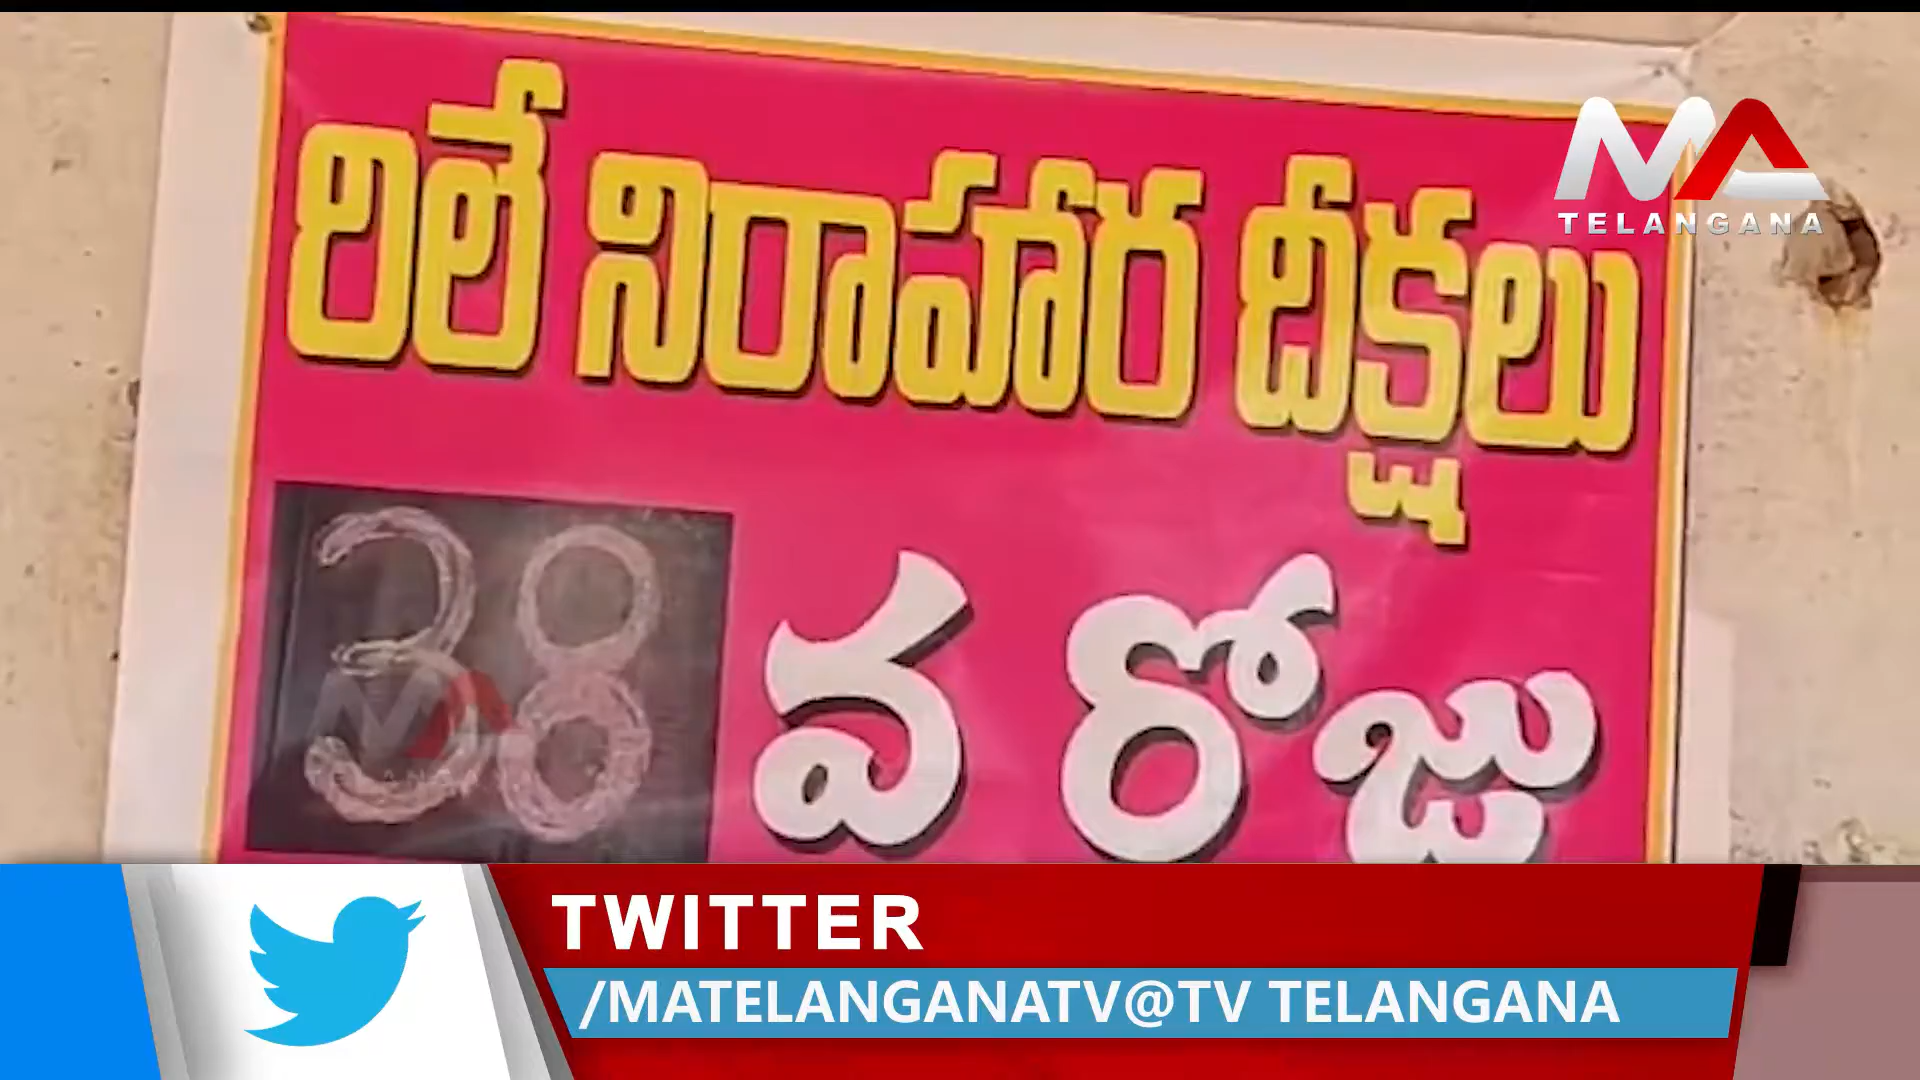 రిలే నిరాహార దీక్షలు
38 వ రోజు
MA
TELANGANA
TWITTER
/MATELANGANATV@TV TELANGANA